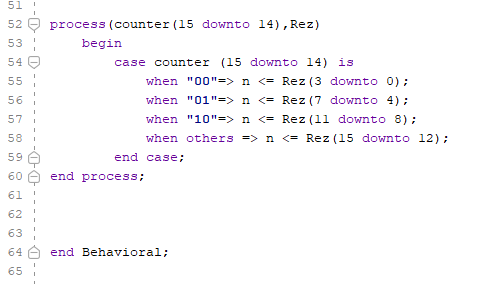 51
52 process(counter(15 downto 14),Rez)
53     begin
54         case counter (15 downto 14) is
55             when "00"=> n <= Rez(3 downto 0);
56             when "01"=> n <= Rez(7 downto 4);
57             when "10"=> n <= Rez(11 downto 8);
58             when others => n <= Rez(15 downto 12);
59         end case;
60 end process;
61
62
63
64 end Behavioral;
65